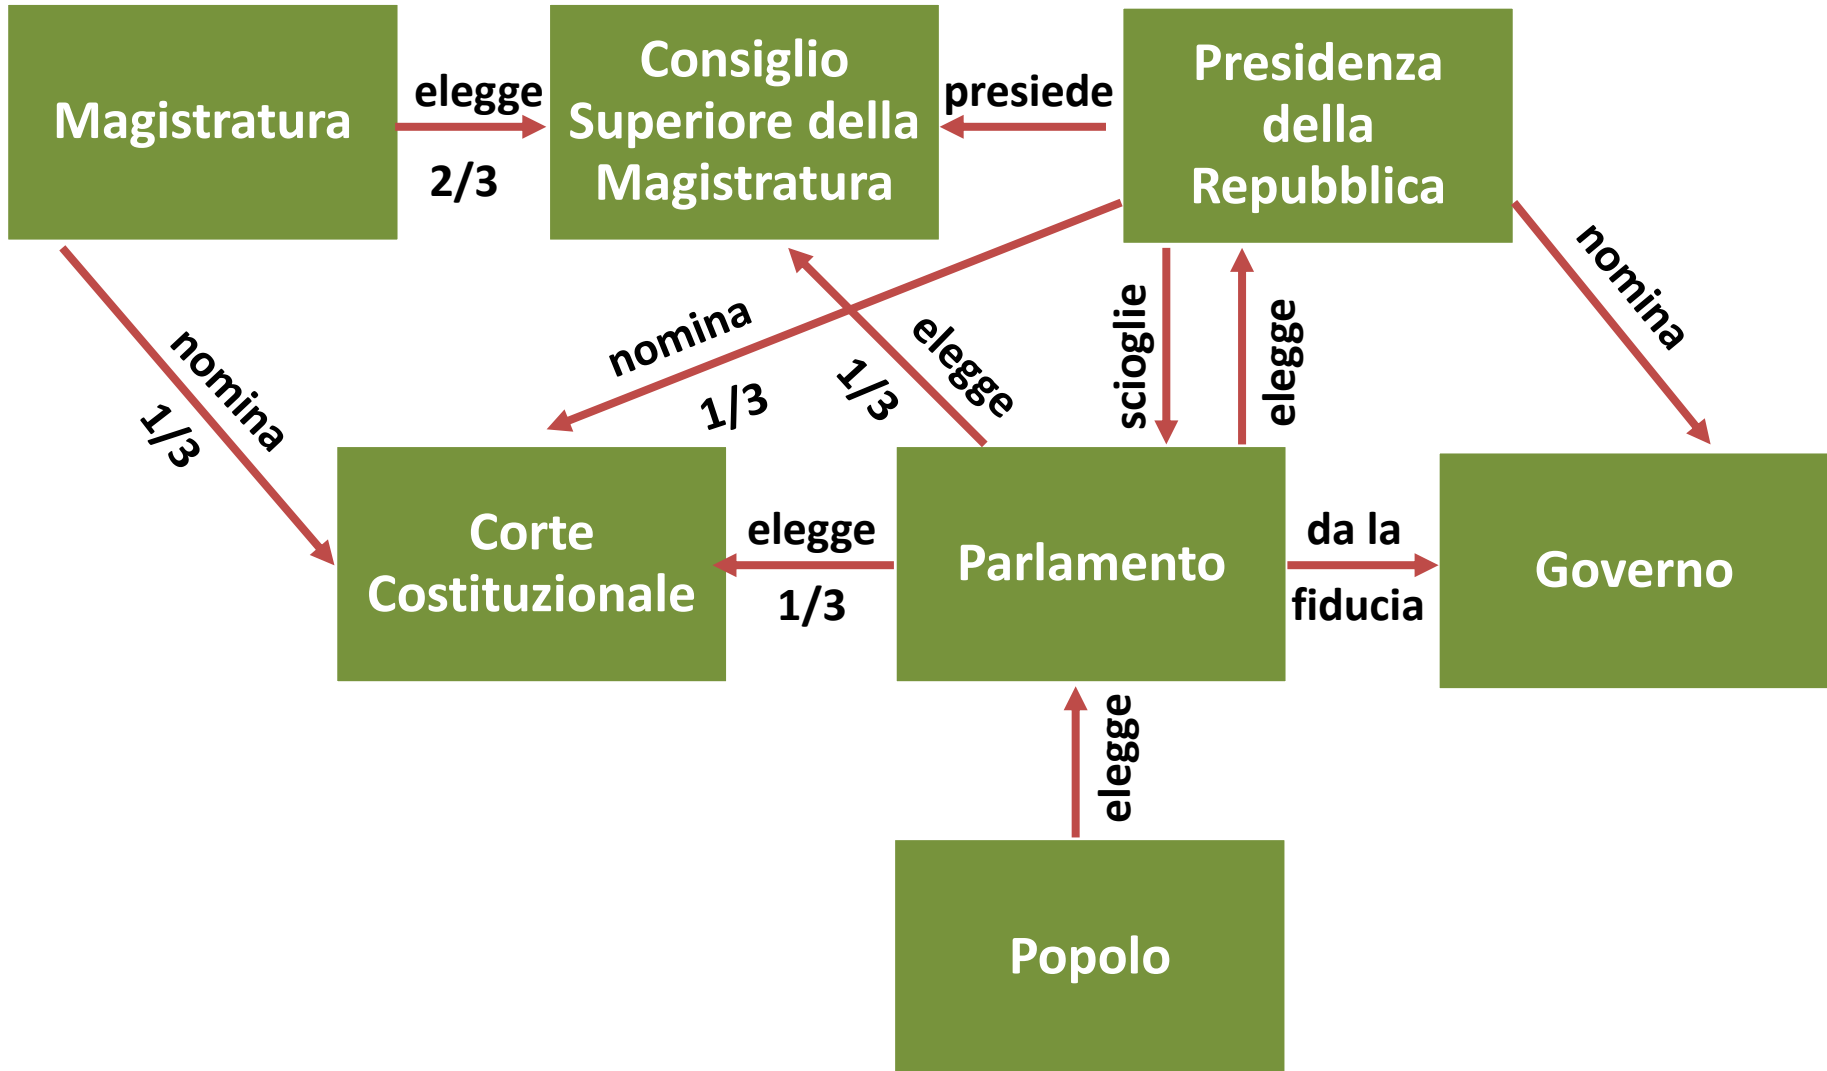 Magistratura
elegge
2/3
Consiglio
Superiore della
Magistratura
presiede
Presidenza
della
Repubblica
nomina
1/3
nomina
1/3
elegge
1/3
scioglie
elegge
nomina
Corte
Costituzionale
elegge
1/3
Parlamento
da la
fiducia
Governo
elegge
Popolo